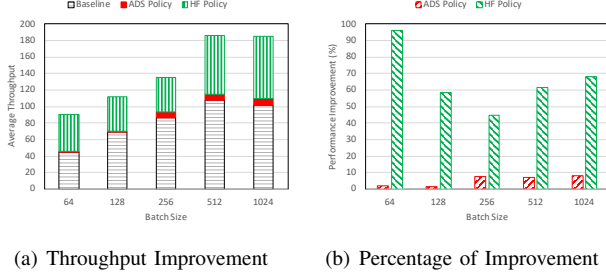 Baseline ADS Policy HF Policy
Average Throughput
200
180
160
140
120
100
80
60
40
20
0
64 128 256 512 1024
Batch Size
(a) Throughput Improvement
ADS Policy HF Policy
Performance Improvement (%)
100
90
80
70
60
50
40
30
20
10
0
64 128 256 512 1024
Batch Size
(b) Percentage of Improvement